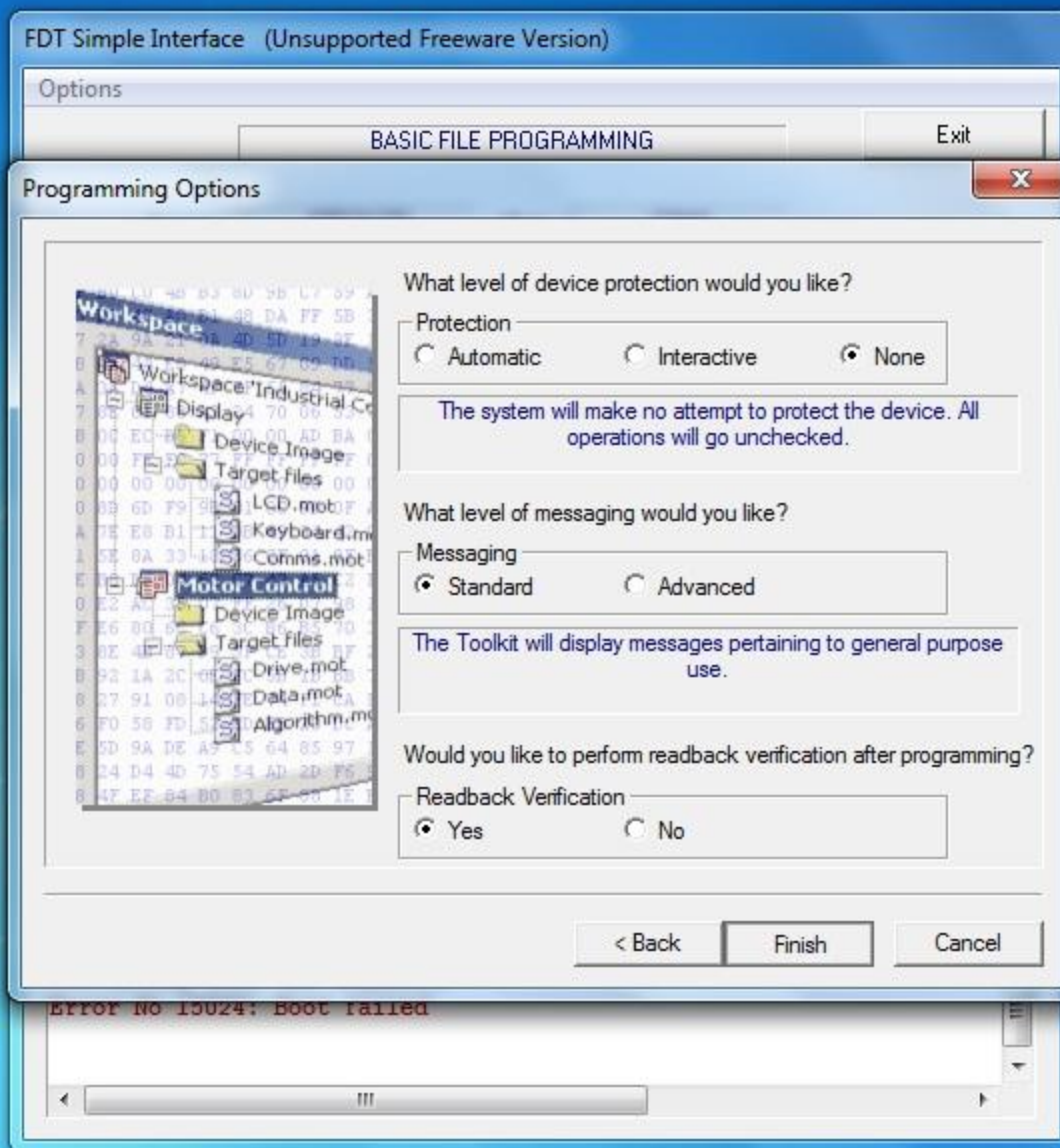 FDT Simple Interface (Unsupported Freeware Version)
Options
BASIC FILE PROGRAMMING
Exit
Programming Options
Workspace
Workspace 'Industrial Co
Display
Device Image
Target files
LCD.mot
Keyboard.m
Comms.mot
Motor Control
Device Image
Target files
Drive.mot
Data.mot
Algorithm.mo
What level of device protection would you like?
Protection
Automatic Interactive None
The system will make no attempt to protect the device. All
operations will go unchecked.
What level of messaging would you like?
Messaging
Standard Advanced
The Toolkit will display messages pertaining to general purpose
use.
Would you like to perform readback verification after programming?
Readback Verification
Yes No
< Back Finish Cancel
Error No 15024: Boot failed